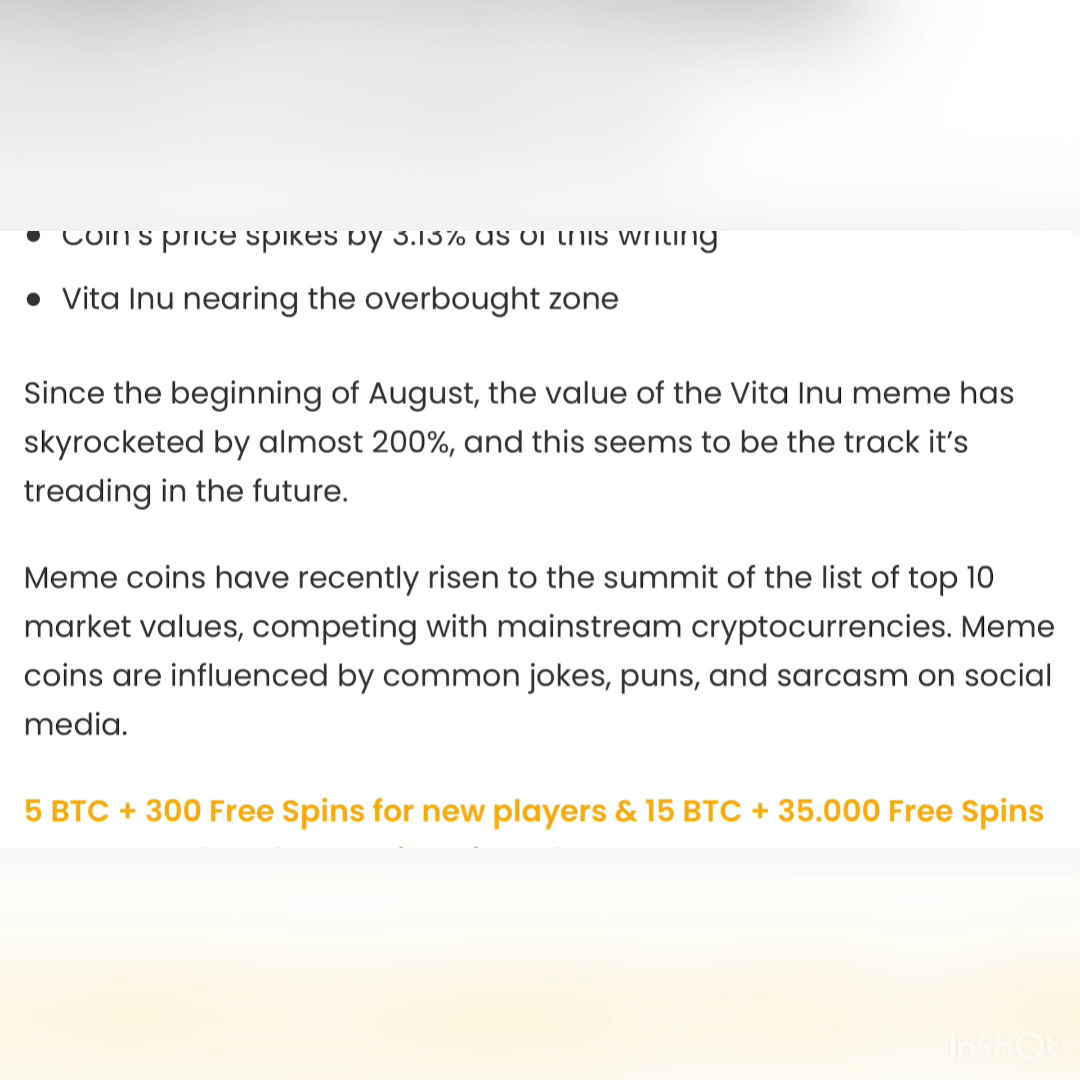 Coin's price spikes by 3.13% as of this writing
Vita Inu nearing the overbought zone
Since the beginning of August, the value of the Vita Inu meme has
skyrocketed by almost 200%, and this seems to be the track it’s
treading in the future.
Meme coins have recently risen to the summit of the list of top 10
market values, competing with mainstream cryptocurrencies. Meme
coins are influenced by common jokes, puns, and sarcasm on social
media.
5 BTC + 300 Free Spins for new players & 15 BTC + 35.000 Free Spins
InShOt